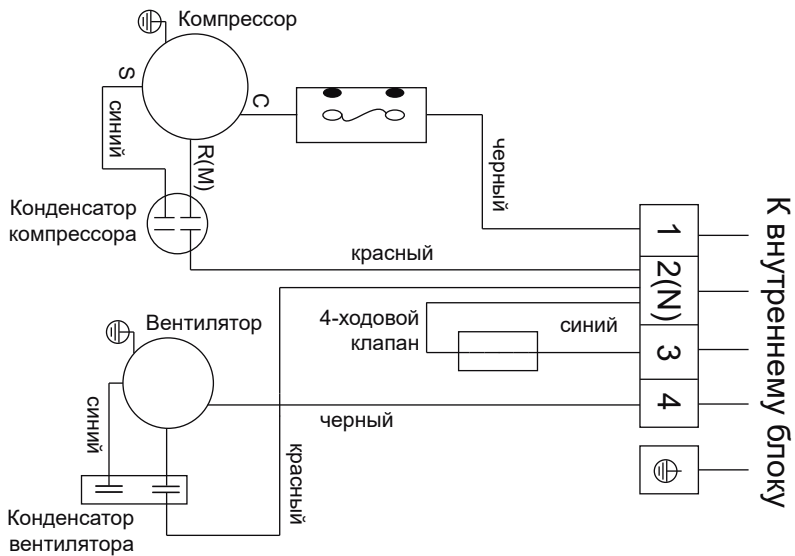 Компрессор
S
C
синий
R(M)
черный
Конденсатор
компрессора
красный
1
2(N)
3
4
К внутреннему блоку
Вентилятор
4-ходовой
клапан
синий
синий
черный
красный
Конденсатор
вентилятора